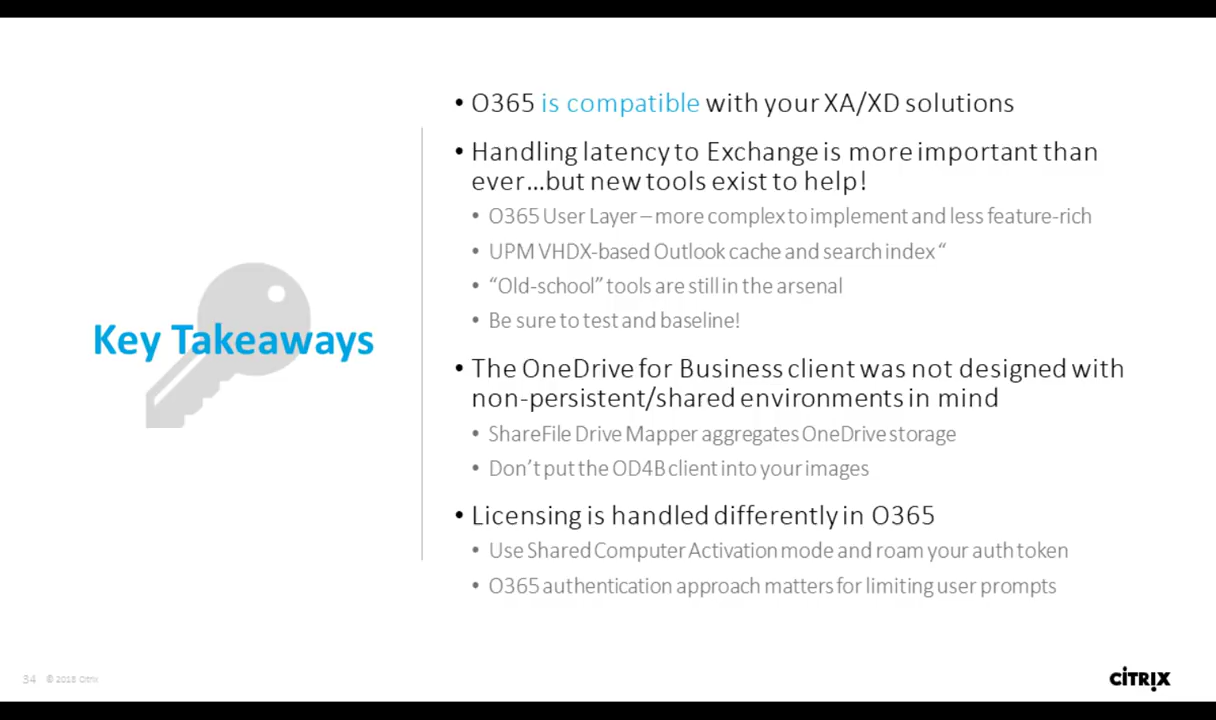 • O365 is compatible with your XA/XD solutions
• Handling latency to Exchange is more important than
ever...but new tools exist to help!
• O365 User Layer – more complex to implement and less feature-rich
• UPM VHDX-based Outlook cache and search index “
• “Old-school” tools are still in the arsenal
• Be sure to test and baseline!
Key Takeaways
• The OneDrive for Business client was not designed with
non-persistent/shared environments in mind
• ShareFile Drive Mapper aggregates OneDrive storage
• Don’t put the OD4B client into your images
• Licensing is handled differently in O365
• Use Shared Computer Activation mode and roam your auth token
• O365 authentication approach matters for limiting user prompts
34 © 2018 Citrix
CITRIX